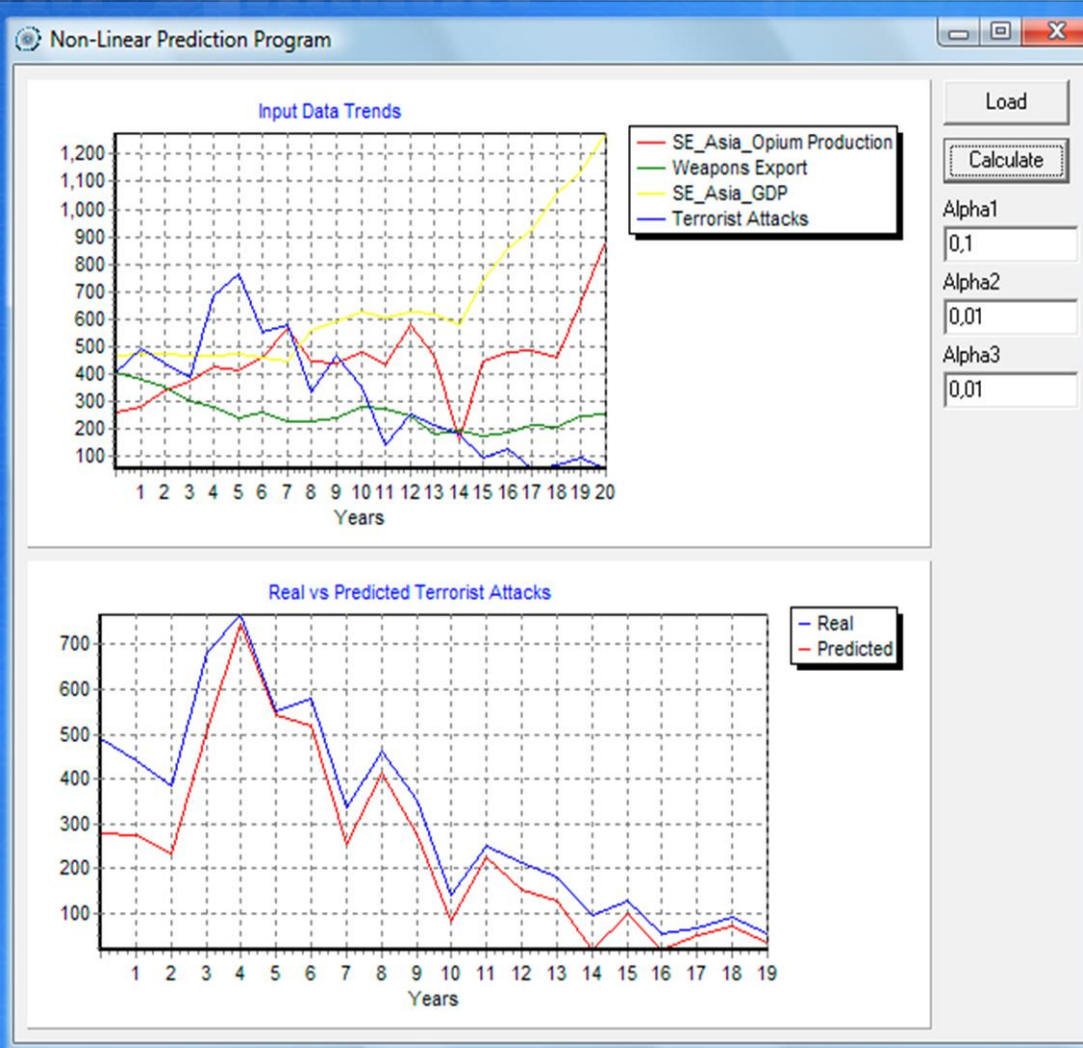 Non-Linear Prediction Program
Input Data Trends
1,200
1,100
1,000
900
800
700
600
500
400
300
200
100
1 2 3 4 5 6 7 8 9 10 11 12 13 14 15 16 17 18 19 20
Years
SE_Asia_Opium Production
Weapons Export
SE_Asia_GDP
Terrorist Attacks
Load
Calculate
Alpha1
0,1
Alpha2
0,01
Alpha3
0,01
Real vs Predicted Terrorist Attacks
700
600
500
400
300
200
100
1 2 3 4 5 6 7 8 9 10 11 12 13 14 15 16 17 18 19
Years
Real
Predicted